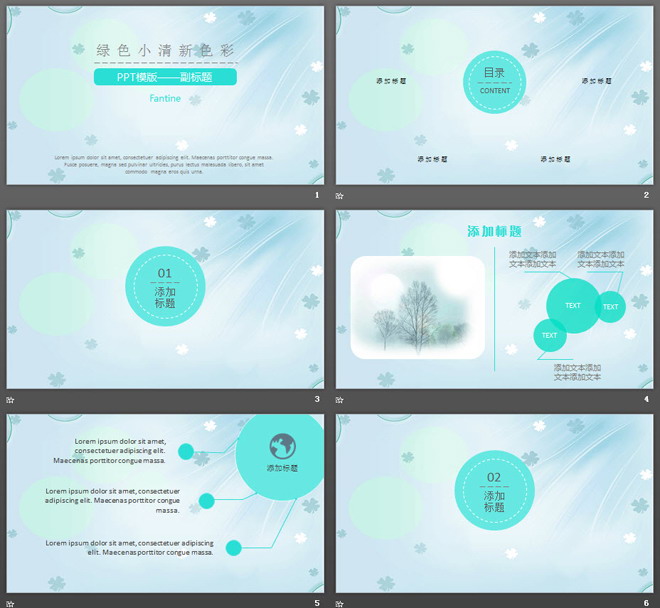 绿色小清新色彩
PPT模版——副标题
Fantine
Lorem ipsum dolor sit amet, consectetuer adipiscing elit. Maecenas porttitor congue massa.
Fusce posuere, magna sed pulvinar ultricies, purus lectus malesuada libero, sit amet
commodo magna eros quis urna.
1
目录
CONTENT
添加标题
添加标题
添加标题
添加标题
2
01
添加
标题
3
添加标题
添加文本添加文本
文本添加文本
添加文本添加文本
文本添加文本
TEXT
TEXT
TEXT
添加文本添加文本
文本添加文本
4
Lorem ipsum dolor sit amet,
consectetuer adipiscing elit.
Maecenas porttitor congue massa.
添加标题
Lorem ipsum dolor sit amet, consectetuer
adipiscing elit. Maecenas porttitor congue
massa.
Lorem ipsum dolor sit amet, consectetuer adipiscing
elit. Maecenas porttitor congue massa.
5
02
添加
标题
6